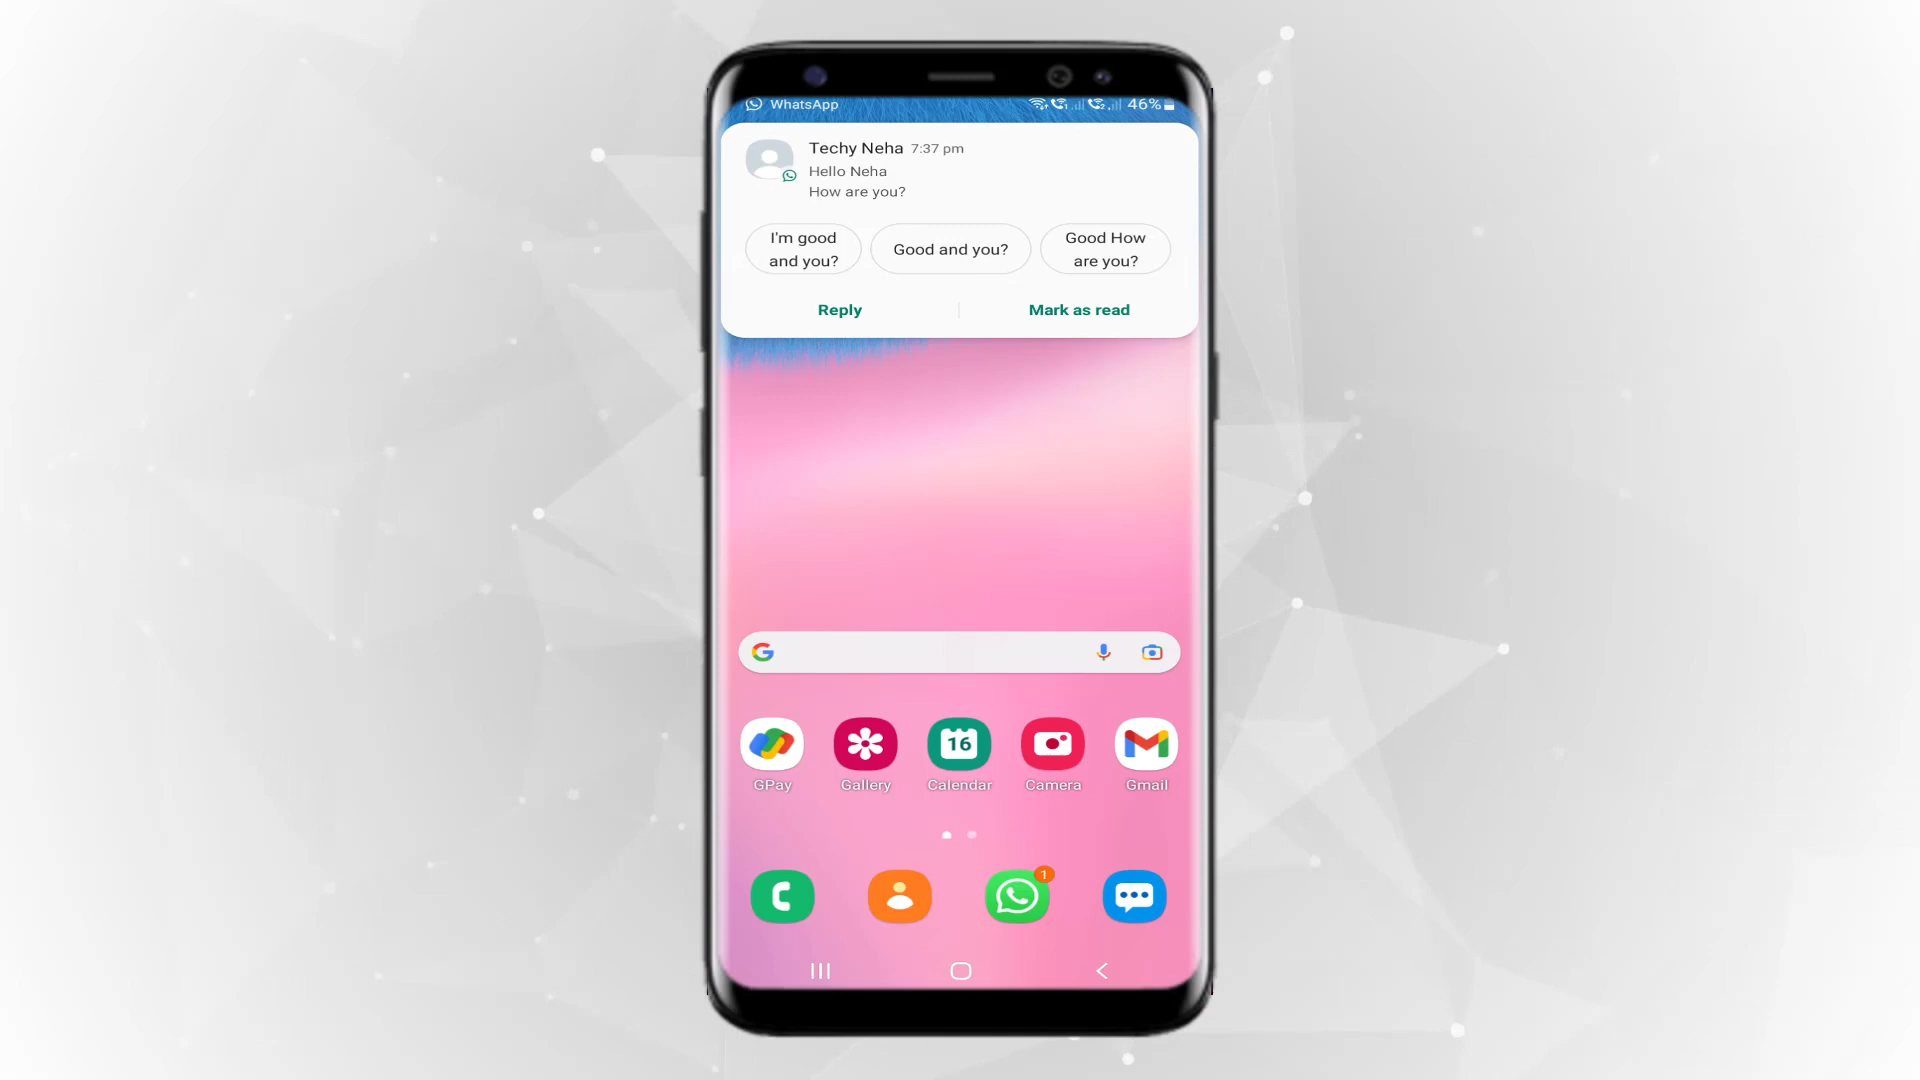 WhatsApp 46%
Techy Neha 7:37 pm
Hello Neha
How are you?
I'm good
and you?
Good and you?
Good How
are you?
Reply
Mark as read
16
GPay
Gallery
Calendar
Camera
Gmail
1